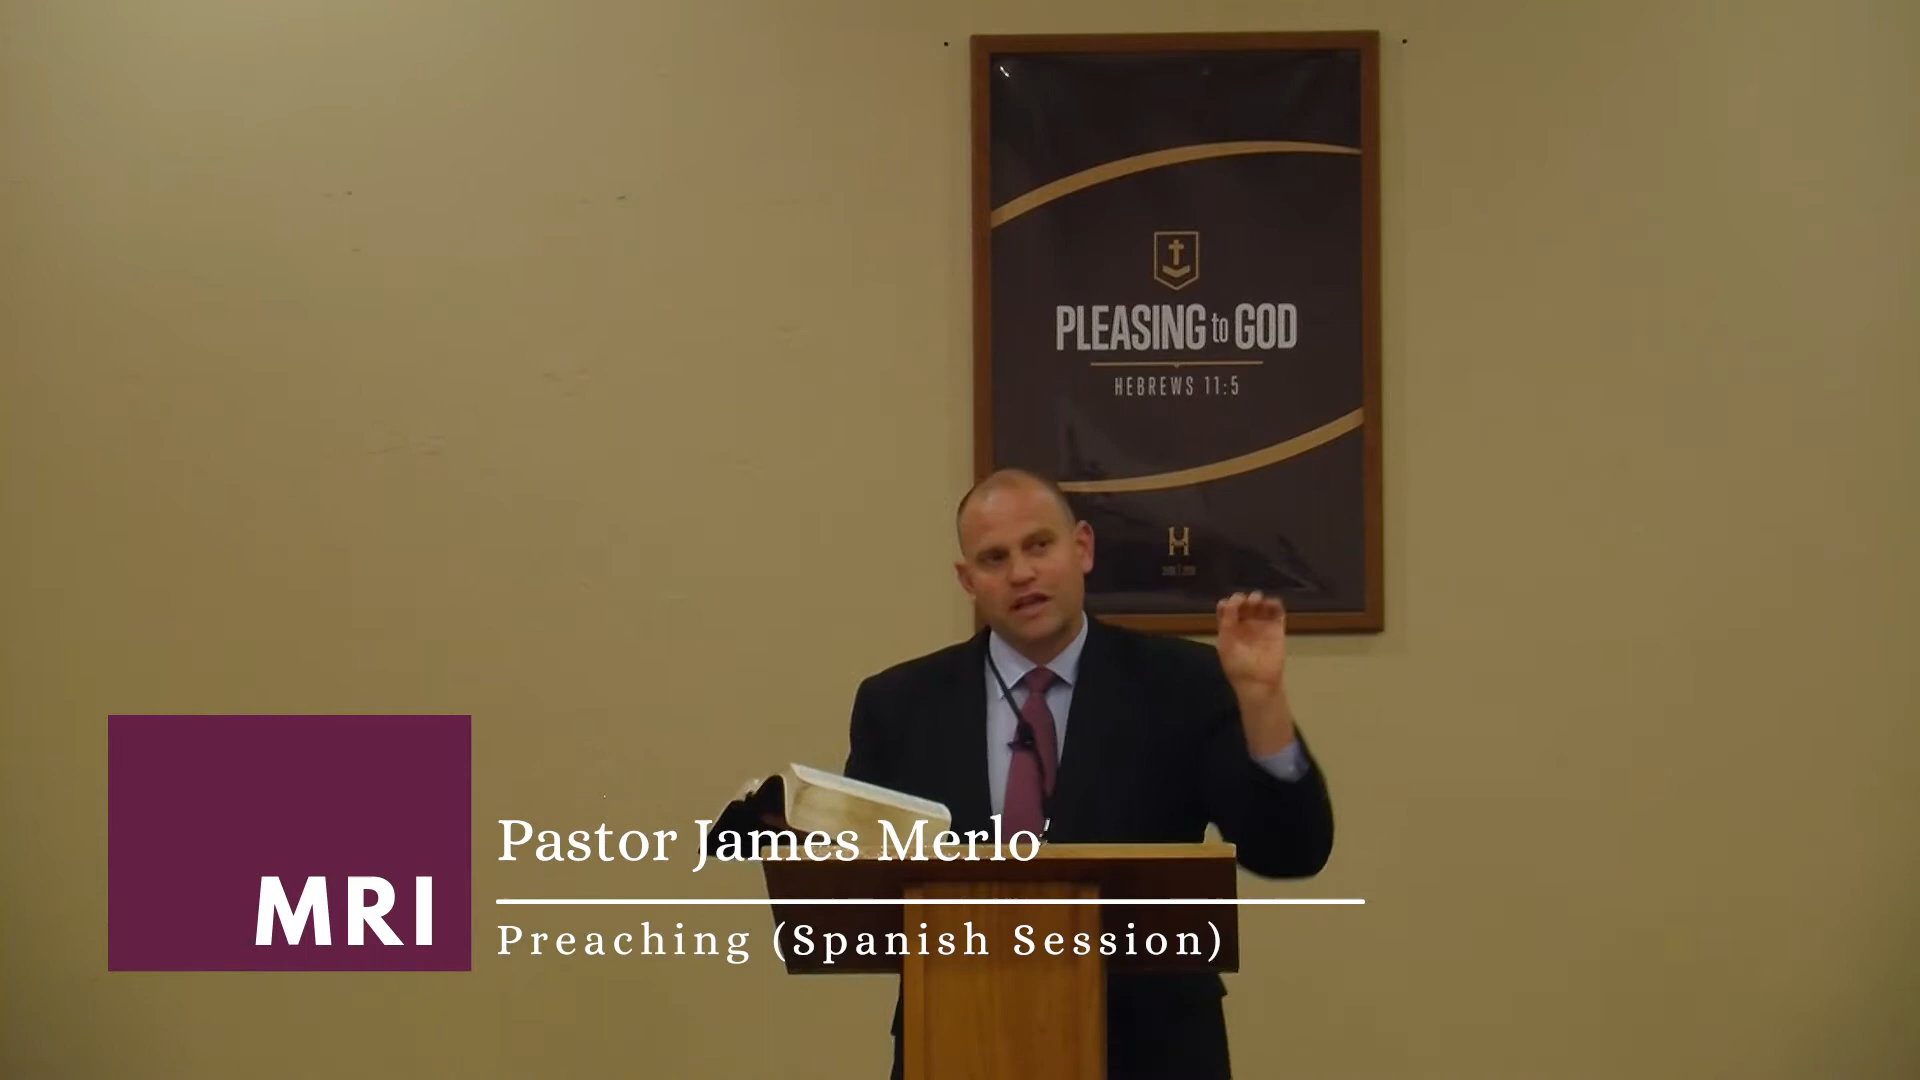 PLEASING to GOD
HEBREWS 11:5
MRI
Pastor James Merlo
Preaching (Spanish Session)